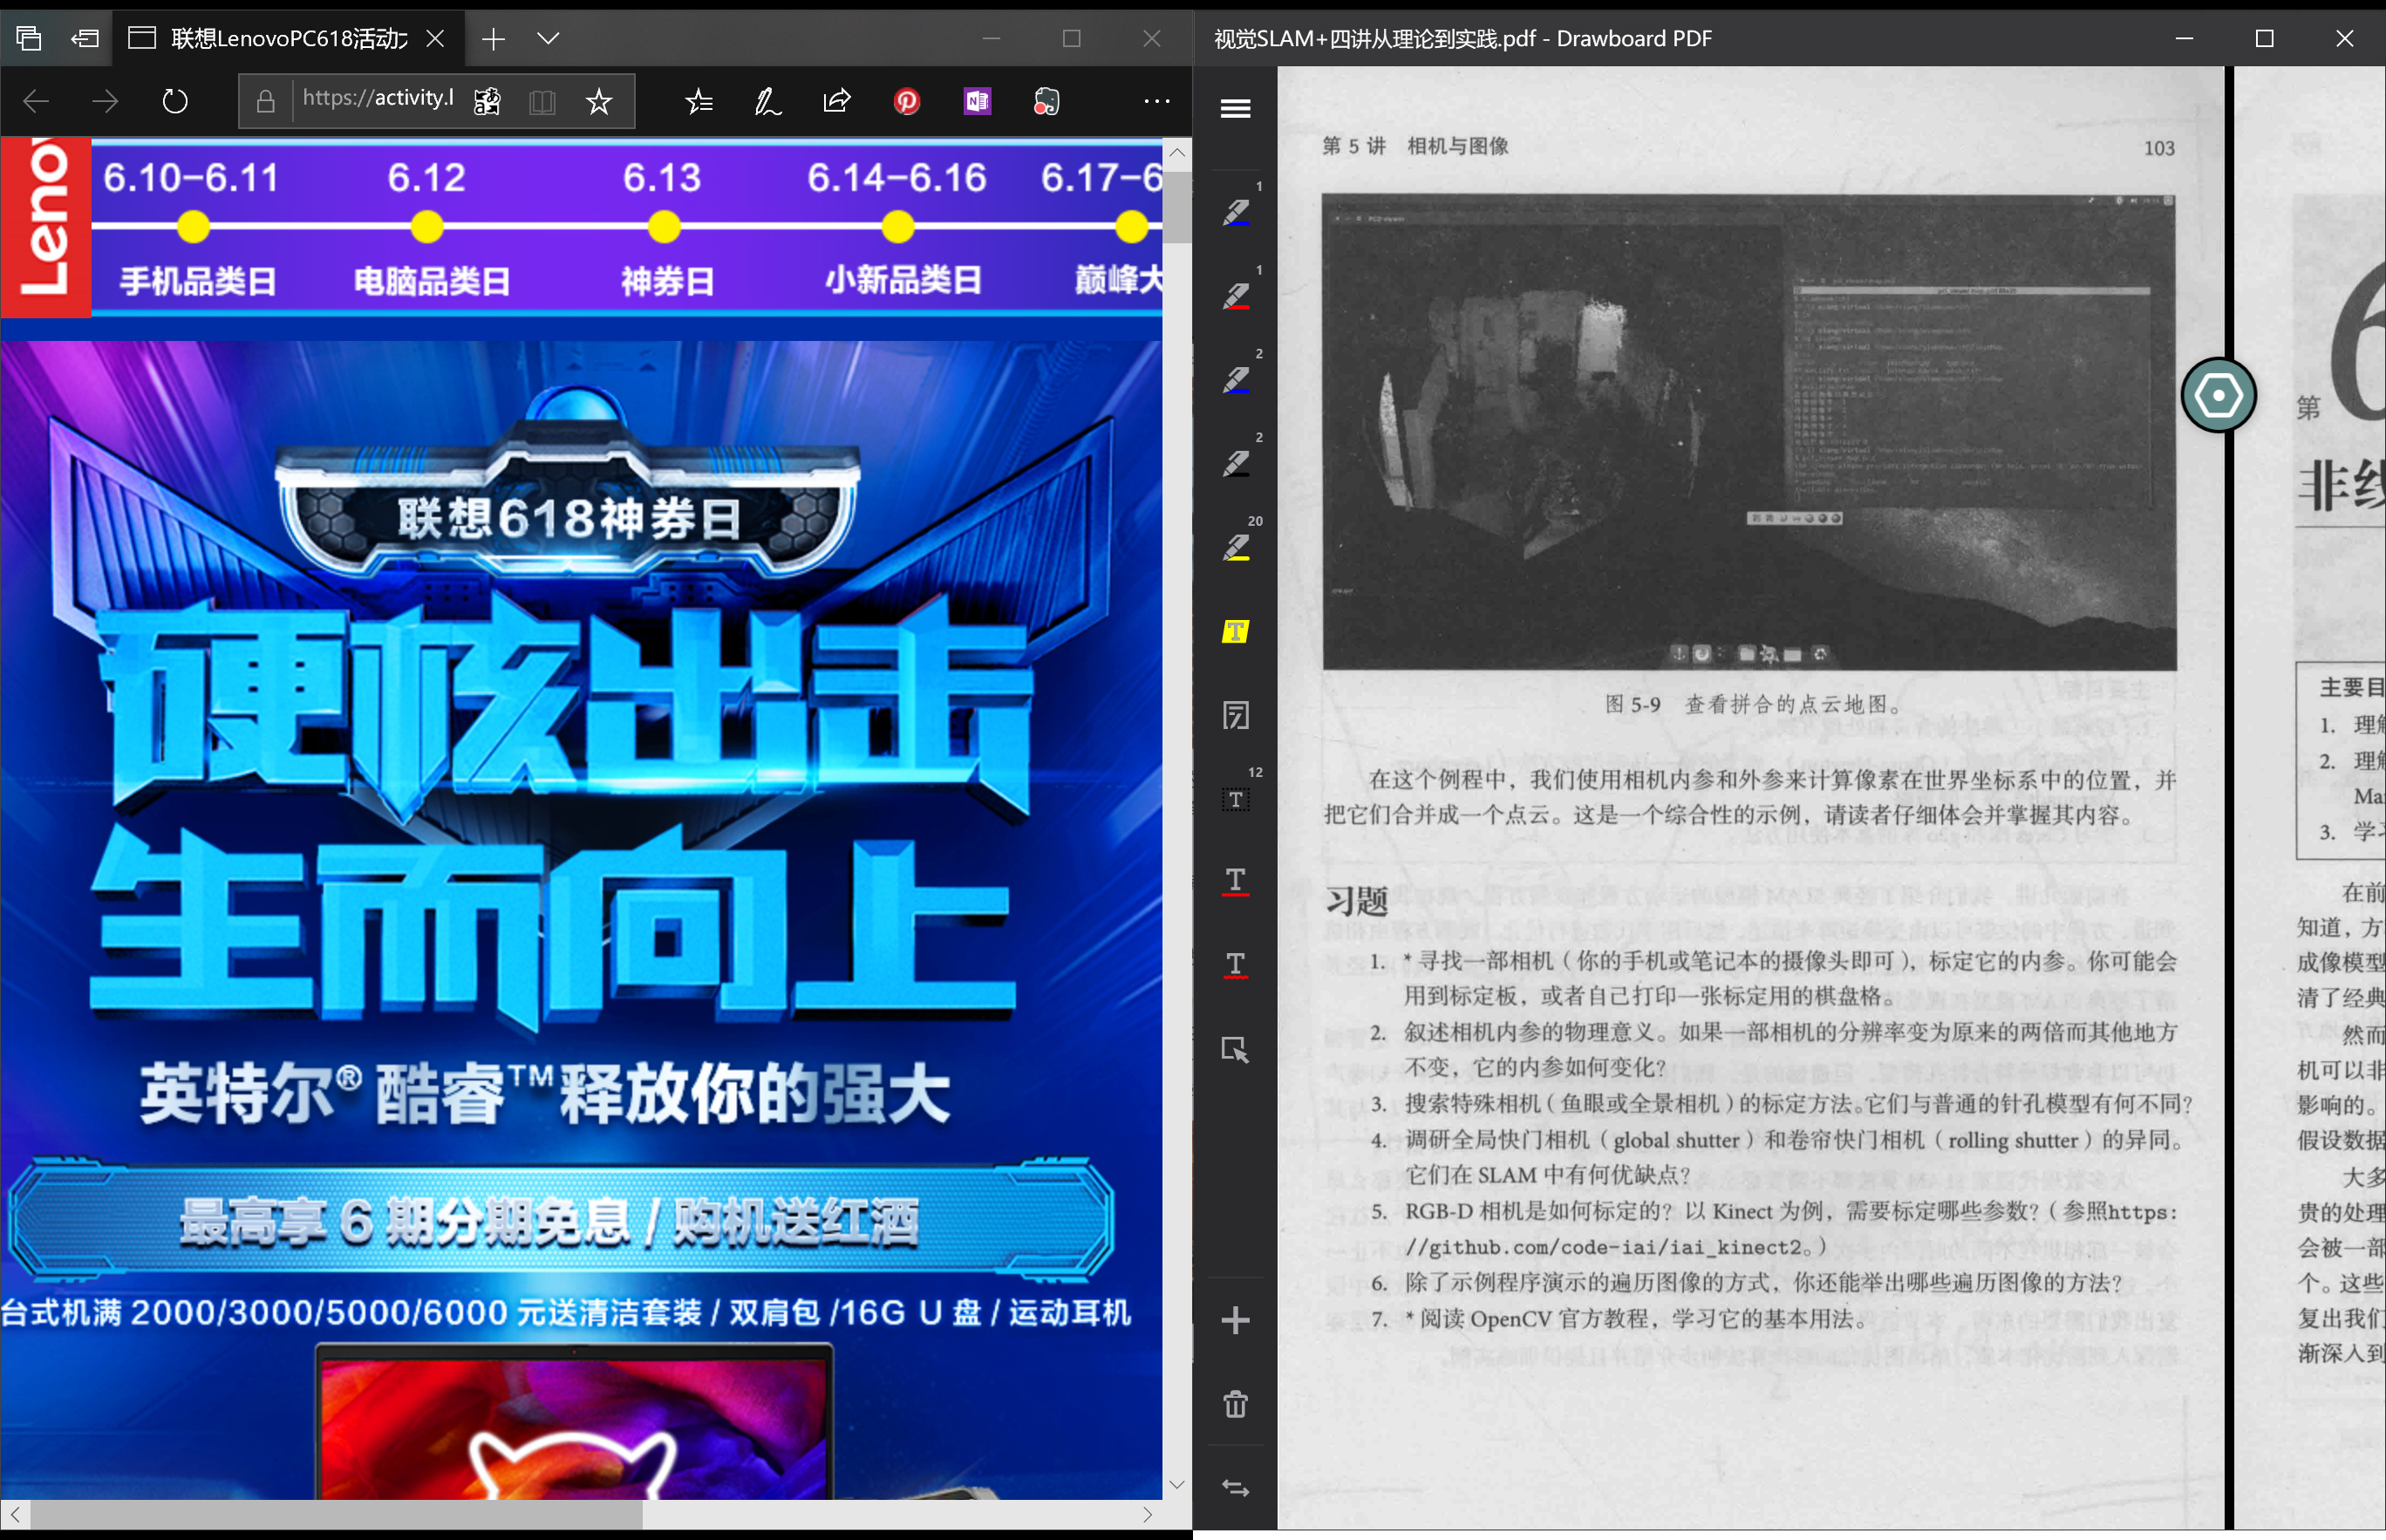 联想LenovoPC618活动
https://activity.l
Lenov
6.10-6.11
6.12
6.13
6.14-6.16
6.17-6
手机品类日
电脑品类日
神券日
小新品类日
巅峰大
联想618神券日
硬核出击
生而向上
英特尔® 酷睿™释放你的强大
最高享 6 期分期免息 / 购机送红酒
台式机满 2000/3000/5000/6000 元送清洁套装 / 双肩包 /16G U 盘 / 运动耳机
视觉SLAM+四讲从理论到实践.pdf - Drawboard PDF
1
1
2
2
20
12
第 5 讲 相机与图像
103
图 5-9 查看拼合的点云地图。
在这个例程中，我们使用相机内参和外参来计算像素在世界坐标系中的位置，并
把它们合并成一个点云。这是一个综合性的示例，请读者仔细体会并掌握其内容。
习题
1. * 寻找一部相机（你的手机或笔记本的摄像头即可），标定它的内参。你可能会
用到标定板，或者自己打印一张标定用的棋盘格。
2. 叙述相机内参的物理意义。如果一部相机的分辨率变为原来的两倍而其他地方
不变，它的内参如何变化？
3. 搜索特殊相机（鱼眼或全景相机）的标定方法。它们与普通的针孔模型有何不同？
4. 调研全局快门相机（global shutter）和卷帘快门相机（rolling shutter）的异同。
它们在 SLAM 中有何优缺点？
5. RGB-D 相机是如何标定的？以 Kinect 为例，需要标定哪些参数？（参照https:
//github.com/code-iai/iai_kinect2。）
6. 除了示例程序演示的遍历图像的方式，你还能举出哪些遍历图像的方法？
7. * 阅读 OpenCV 官方教程，学习它的基本用法。
第 6
非线
主要目
1. 理解
2. 理解
Ma
3. 学习
在前
知道，方
成像模型
清了经典
然而
机可以非
影响的。
假设数据
大多
贵的处理
会被一部
个。这些
复出我们
渐深入到